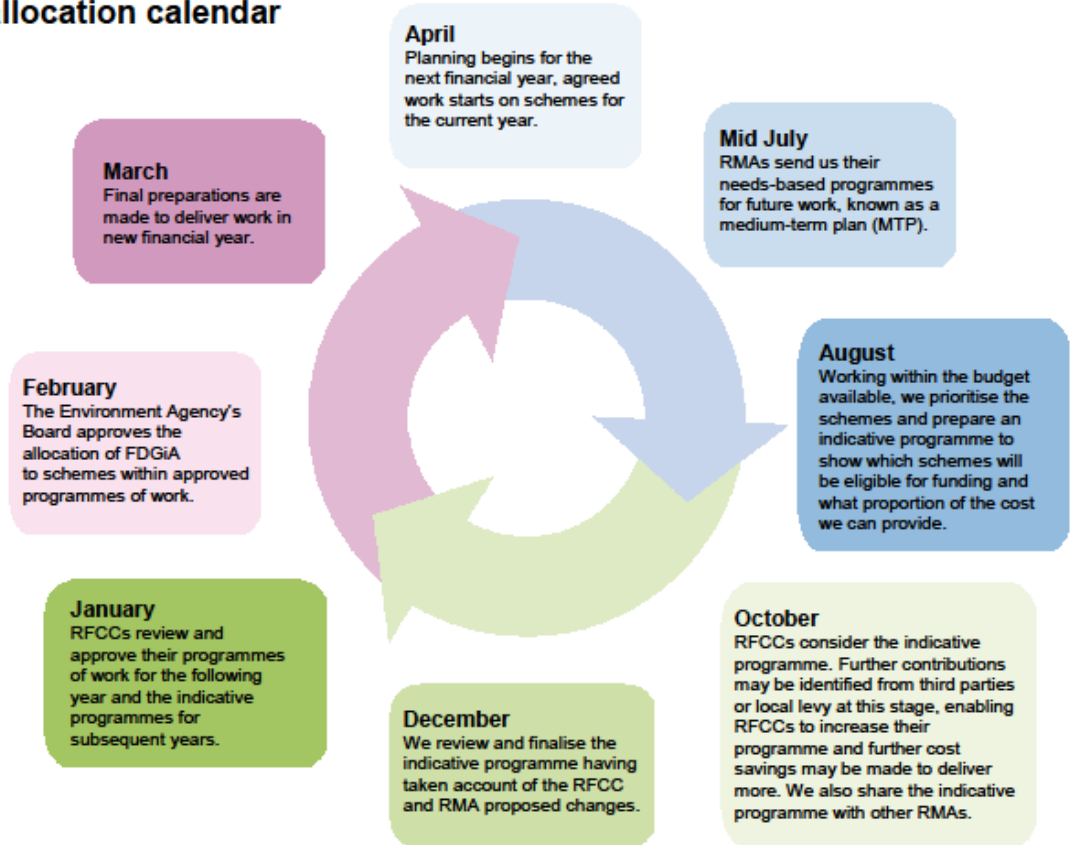 allocation calendar
April
Planning begins for the
next financial year, agreed
work starts on schemes for
the current year.
Mid July
RMAs send us their
needs-based programmes
for future work, known as a
medium-term plan (MTP).
August
Working within the budget
available, we prioritise the
schemes and prepare an
indicative programme to
show which schemes will
be eligible for funding and
what proportion of the cost
we can provide.
October
RFCCs consider the indicative
programme. Further contributions
may be identified from third parties
or local levy at this stage, enabling
RFCCs to increase their
programme and further cost
savings may be made to deliver
more. We also share the indicative
programme with other RMAs.
December
We review and finalise the
indicative programme having
taken account of the RFCC
and RMA proposed changes.
January
RFCCs review and
approve their programmes
of work for the following
year and the indicative
programmes for
subsequent years.
February
The Environment Agency's
Board approves the
allocation of FDGiA
to schemes within approved
programmes of work.
March
Final preparations are
made to deliver work in
new financial year.